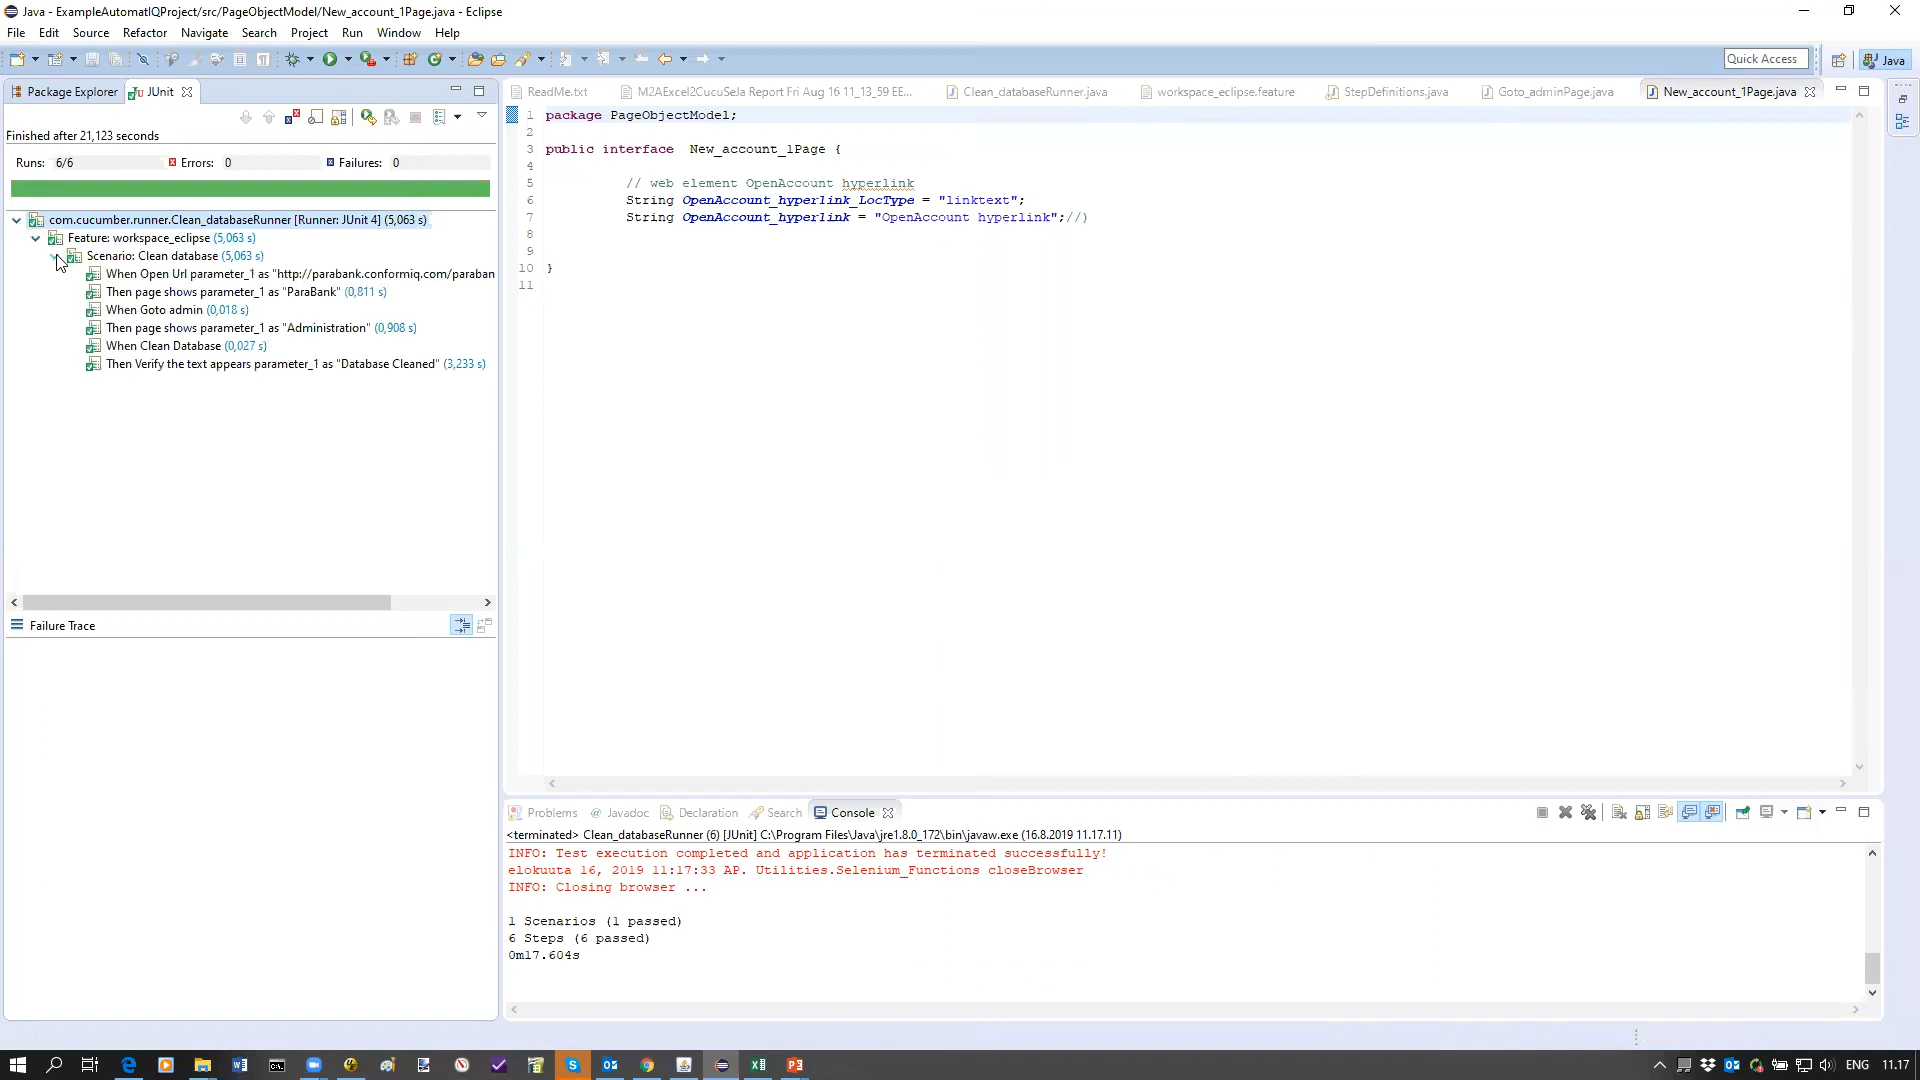 Java - ExampleAutomatIQProject/src/PageObjectModel/New_account_1Page.java - Eclipse
File Edit Source Refactor Navigate Search Project Run Window Help
Quick Access
Java
Package Explorer JUnit
ReadMe.txt M2AExcel2CucuSeJa Report Fri Aug 16 11_13_59 EE... Clean_databaseRunner.java workspace_eclipse.feature StepDefinitions.java Goto_adminPage.java New_account_1Page.java
Finished after 21,123 seconds
Runs: 6/6 Errors: 0 Failures: 0
com.cucumber.runner.Clean_databaseRunner [Runner: JUnit 4] (5,063 s)
Feature: workspace_eclipse (5,063 s)
Scenario: Clean database (5,063 s)
When Open Url parameter_1 as "http://parabank.conformiq.com/paraban
Then page shows parameter_1 as "ParaBank" (0,811 s)
When Goto admin (0,018 s)
Then page shows parameter_1 as "Administration" (0,908 s)
When Clean Database (0,027 s)
Then Verify the text appears parameter_1 as "Database Cleaned" (3,233 s)
Failure Trace
1 package PageObjectModel;
2
3 public interface New_account_1Page {
4
5 // web element OpenAccount hyperlink
6 String OpenAccount_hyperlink_LocType = "linktext";
7 String OpenAccount_hyperlink = "OpenAccount hyperlink";//)
8
9
10 }
11
Problems Javadoc Declaration Search Console
<terminated> Clean_databaseRunner (6) [JUnit] C:\Program Files\Java\jre1.8.0_172\bin\javaw.exe (16.8.2019 11.17.11)
INFO: Test execution completed and application has terminated successfully!
elokuuta 16, 2019 11:17:33 AP. Utilities.Selenium_Functions closeBrowser
INFO: Closing browser ...
1 Scenarios (1 passed)
6 Steps (6 passed)
0m17.604s
ENG 11.17